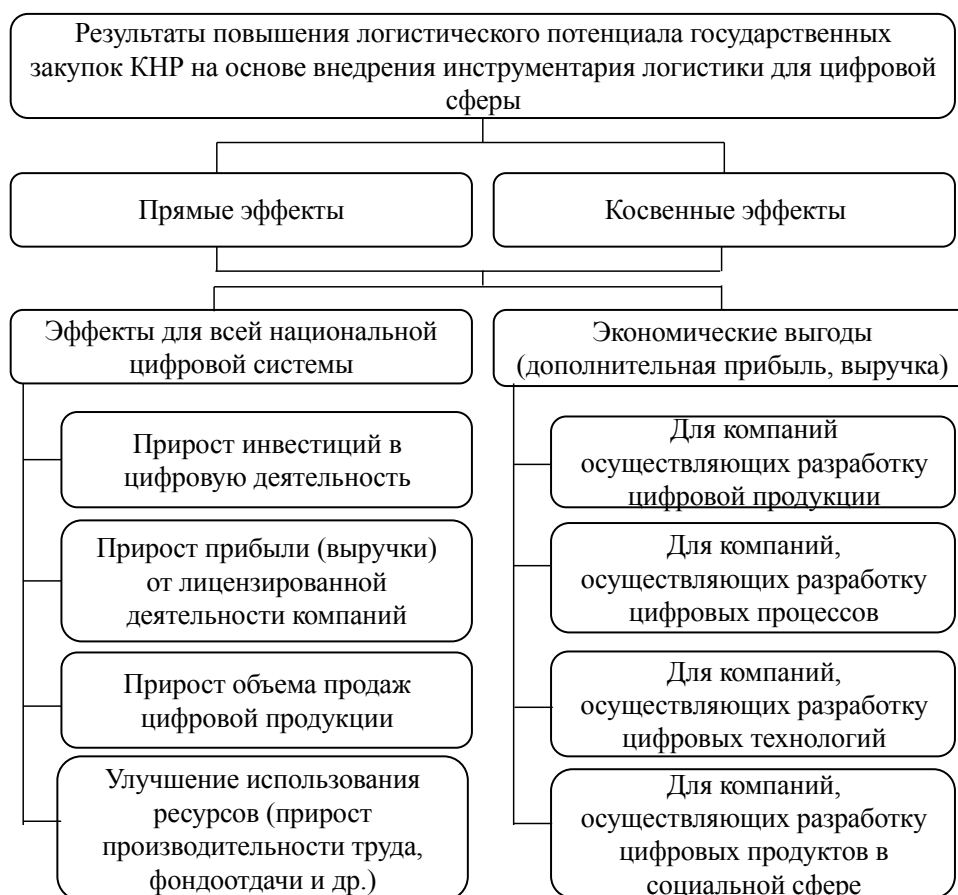 Результаты повышения логистического потенциала государственных
закупок КНР на основе внедрения инструментария логистики для цифровой
сферы
Прямые эффекты
Косвенные эффекты
Эффекты для всей национальной
цифровой системы
Экономические выгоды
(дополнительная прибыль, выручка)
Прирост инвестиций в
цифровую деятельность
Прирост прибыли (выручки)
от лицензированной
деятельности компаний
Прирост объема продаж
цифровой продукции
Улучшение использования
ресурсов (прирост
производительности труда,
фондоотдачи и др.)
Для компаний
осуществляющих разработку
цифровой продукции
Для компаний,
осуществляющих разработку
цифровых процессов
Для компаний,
осуществляющих разработку
цифровых технологий
Для компаний,
осуществляющих разработку
цифровых продуктов в
социальной сфере